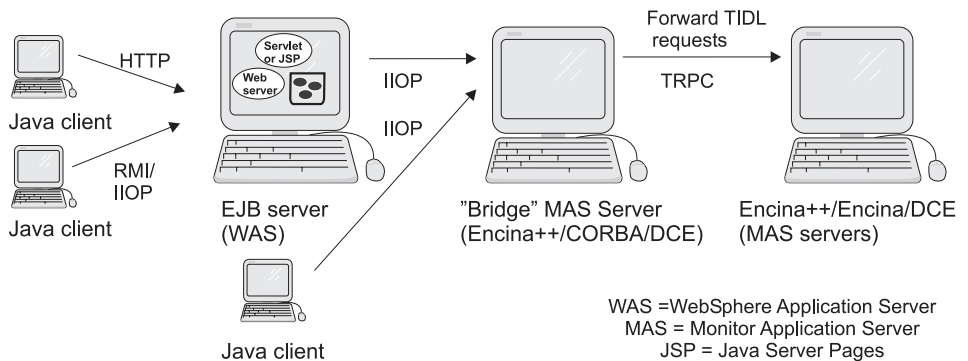 HTTP
Java client
RMI/
IIOP
Java client
Servlet
or JSP
Web
server
EJB server
(WAS)
IIOP
IIOP
Java client
”Bridge” MAS Server
(Encina++/CORBA/DCE)
Forward TIDL
requests
TRPC
Encina++/Encina/DCE
(MAS servers)
WAS =WebSphere Application Server
MAS = Monitor Application Server
JSP = Java Server Pages